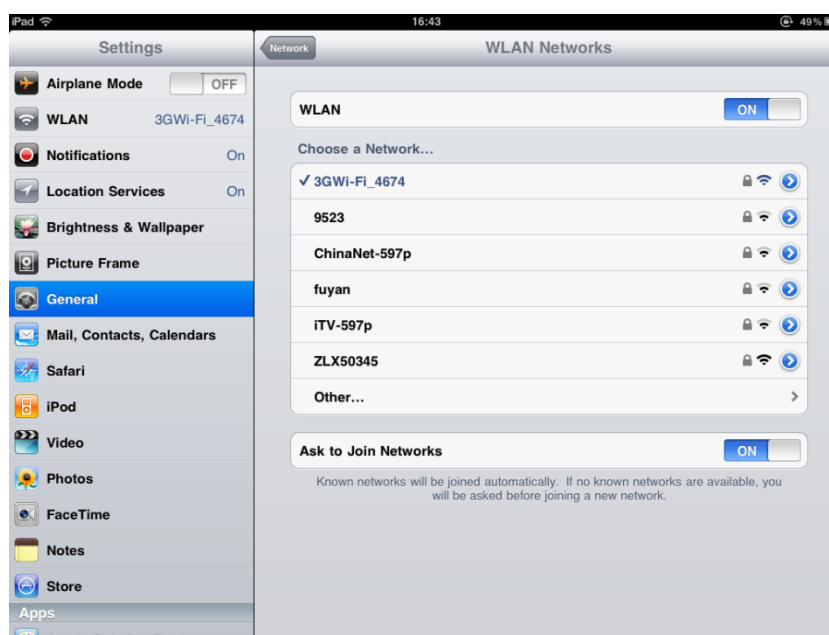 iPad 16:43 49%
Settings
Airplane Mode OFF
WLAN 3GWi-Fi_4674
Notifications On
Location Services On
Brightness & Wallpaper
Picture Frame
General
Mail, Contacts, Calendars
Safari
iPod
Video
Photos
FaceTime
Notes
Store
Apps
Network WLAN Networks
WLAN ON
Choose a Network...
3GWi-Fi_4674
9523
ChinaNet-597p
fuyan
iTV-597p
ZLX50345
Other...
Ask to Join Networks ON
Known networks will be joined automatically. If no known networks are available, you
will be asked before joining a new network.